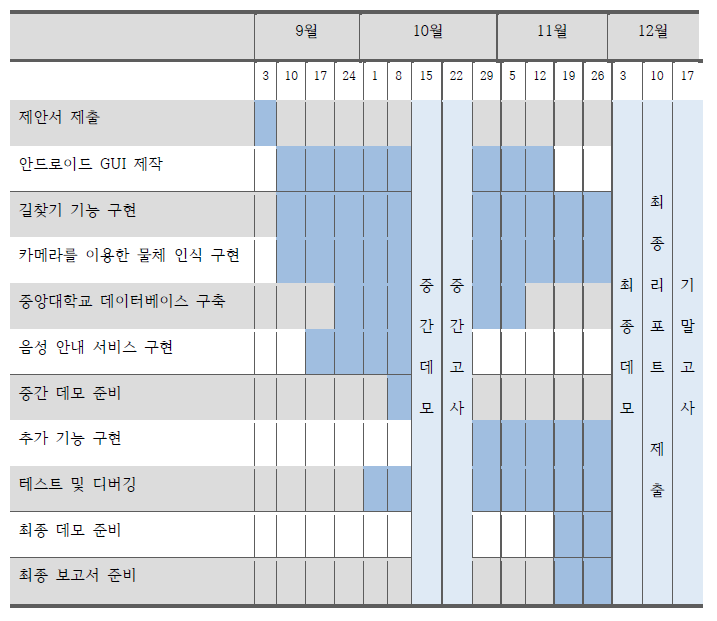 9월 10월 11월 12월
3 10 17 24 1 8 15 22 29 5 12 19 26 3 10 17
제안서 제출
안드로이드 GUI 제작
길찾기 기능 구현
카메라를 이용한 물체 인식 구현
중앙대학교 데이터베이스 구축
음성 안내 서비스 구현
중간 데모 준비
추가 기능 구현
테스트 및 디버깅
최종 데모 준비
최종 보고서 준비
중간데모
중간고사
최종데모
최종리포트 제출
기말고사